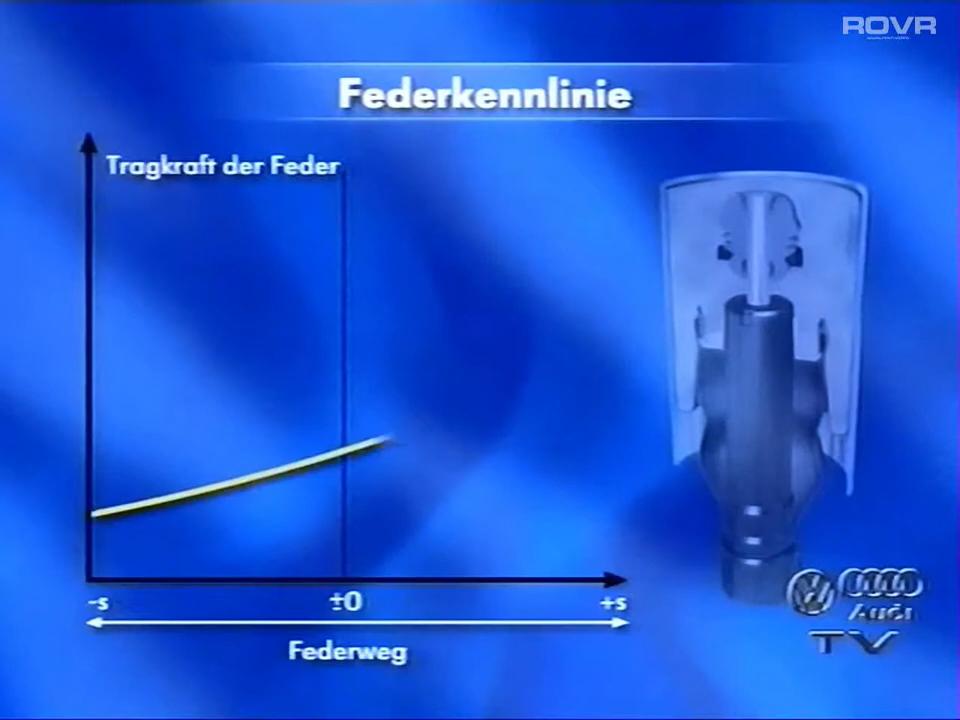 ROVR
Federkennlinie
Tragkraft der Feder
-s
±0
+s
Federweg
Audi
TV